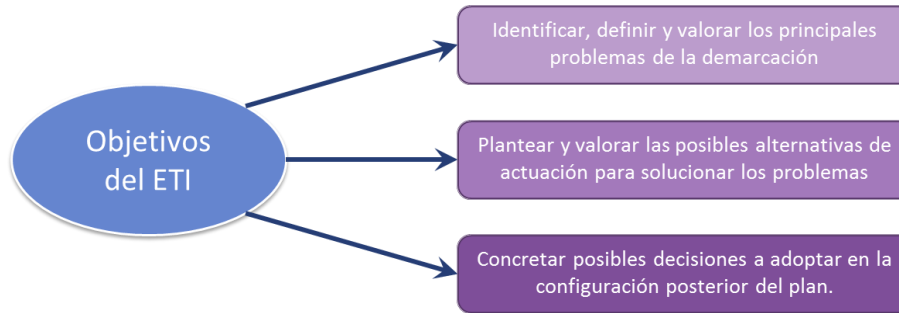 Objetivos
del ETI
Identificar, definir y valorar los principales
problemas de la demarcación
Plantear y valorar las posibles alternativas de
actuación para solucionar los problemas
Concretar posibles decisiones a adoptar en la
configuración posterior del plan.